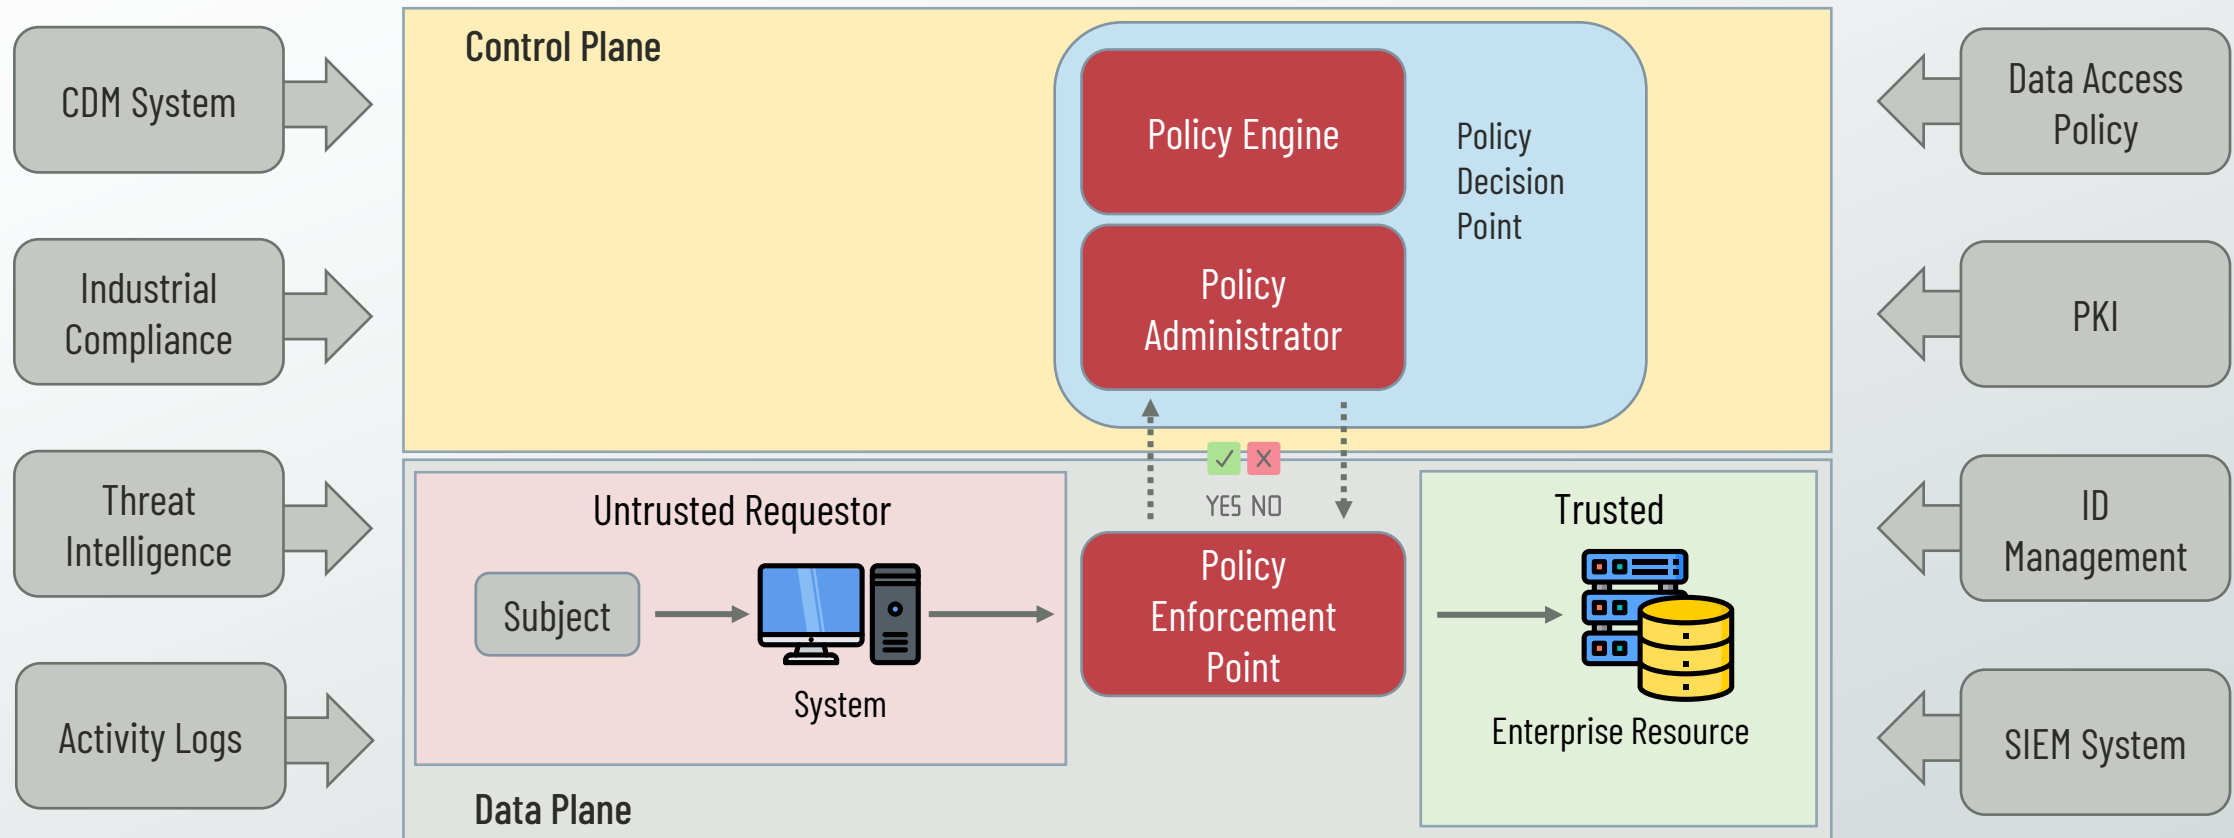 CDM System
Industrial
Compliance
Threat
Intelligence
Activity Logs
Control Plane
Policy Engine
Policy
Administrator
Policy
Decision
Point
YES NO
Untrusted Requestor
Subject
System
Policy
Enforcement
Point
Trusted
Enterprise Resource
Data Plane
Data Access
Policy
PKI
ID
Management
SIEM System